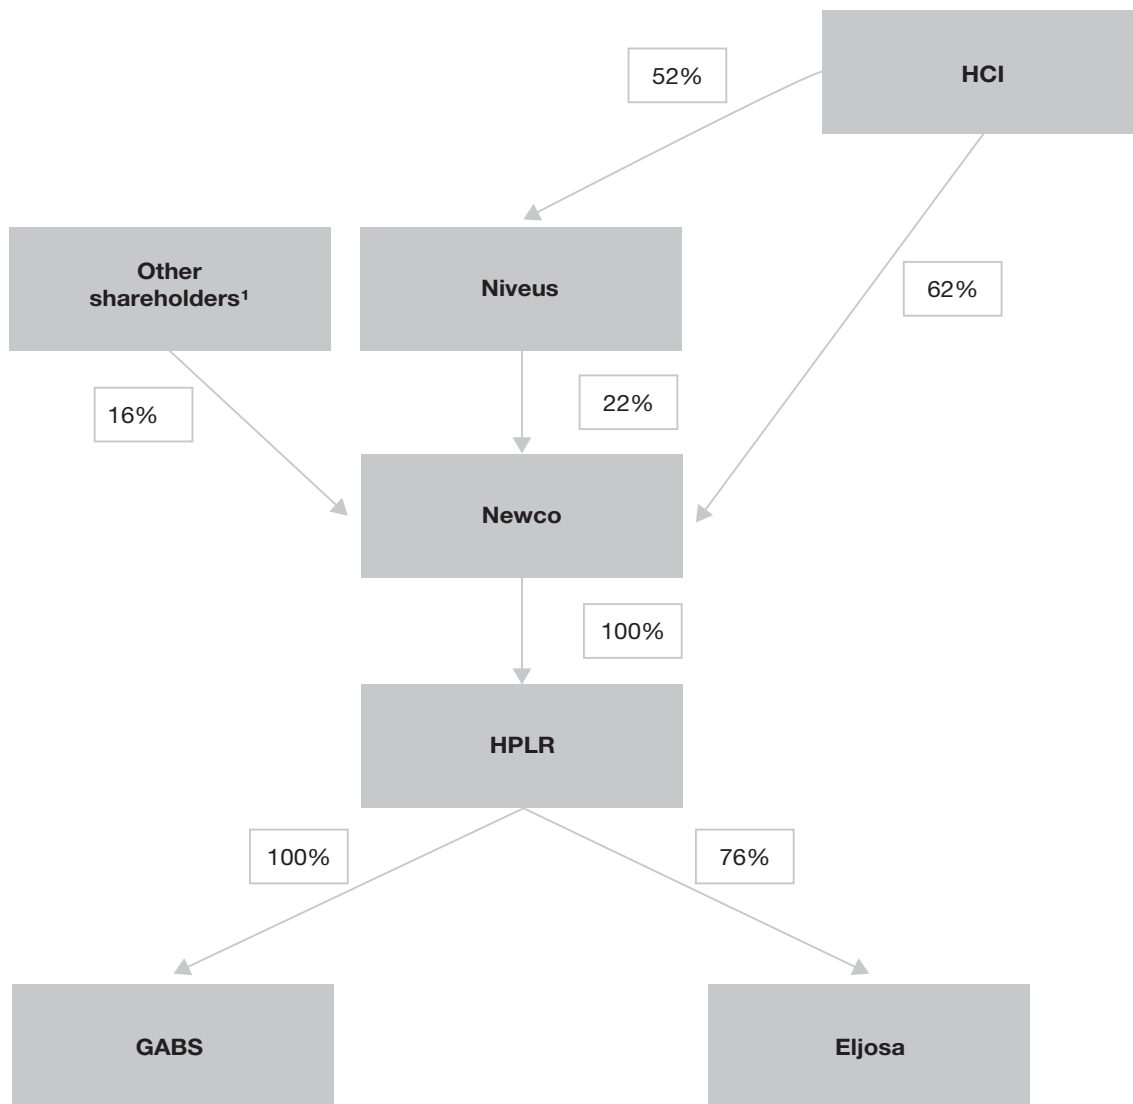 52%
HCI
Other
shareholders¹
Niveus
62%
16%
22%
Newco
100%
HPLR
100%
76%
GABS
Eljosa